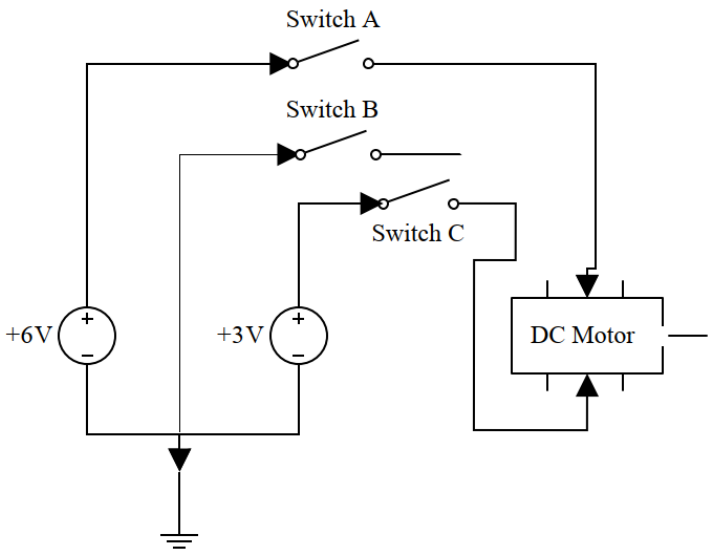 Switch A
Switch B
Switch C
+6V
+
−
+3V
+
−
DC Motor